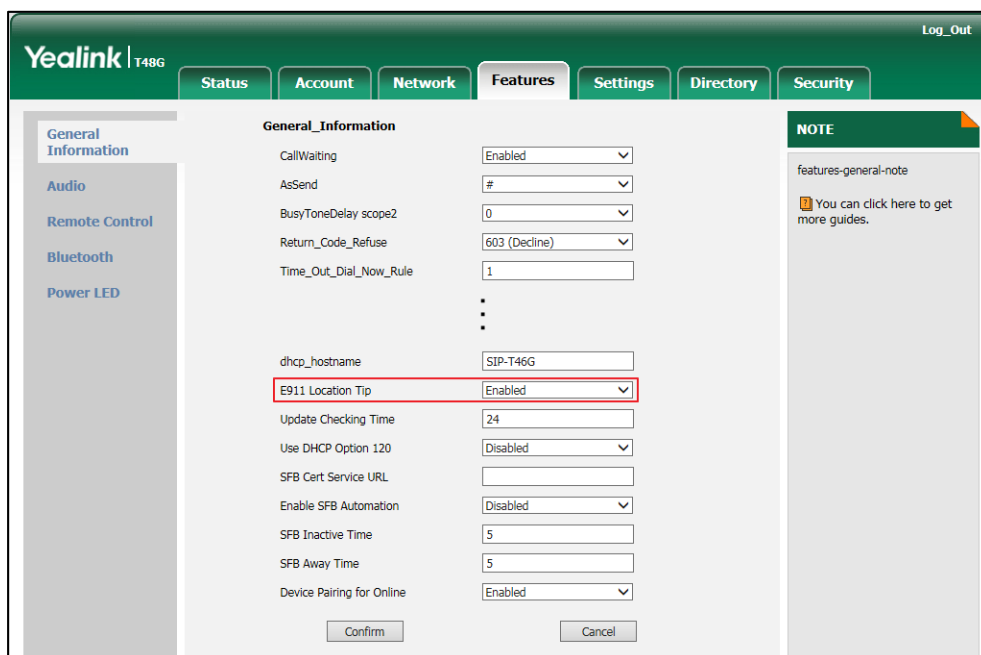 Log_Out
Yealink T48G
Status Account Network Features Settings Directory Security
General
Information
Audio
Remote Control
Bluetooth
Power LED
General_Information
CallWaiting Enabled
AsSend #
BusyToneDelay scope2 0
Return_Code_Refuse 603 (Decline)
Time_Out_Dial_Now_Rule 1
dhcp_hostname SIP-T46G
E911 Location Tip Enabled
Update Checking Time 24
Use DHCP Option 120 Disabled
SFB Cert Service URL
Enable SFB Automation Disabled
SFB Inactive Time 5
SFB Away Time 5
Device Pairing for Online Enabled
Confirm Cancel
NOTE
features-general-note
? You can click here to get
more guides.